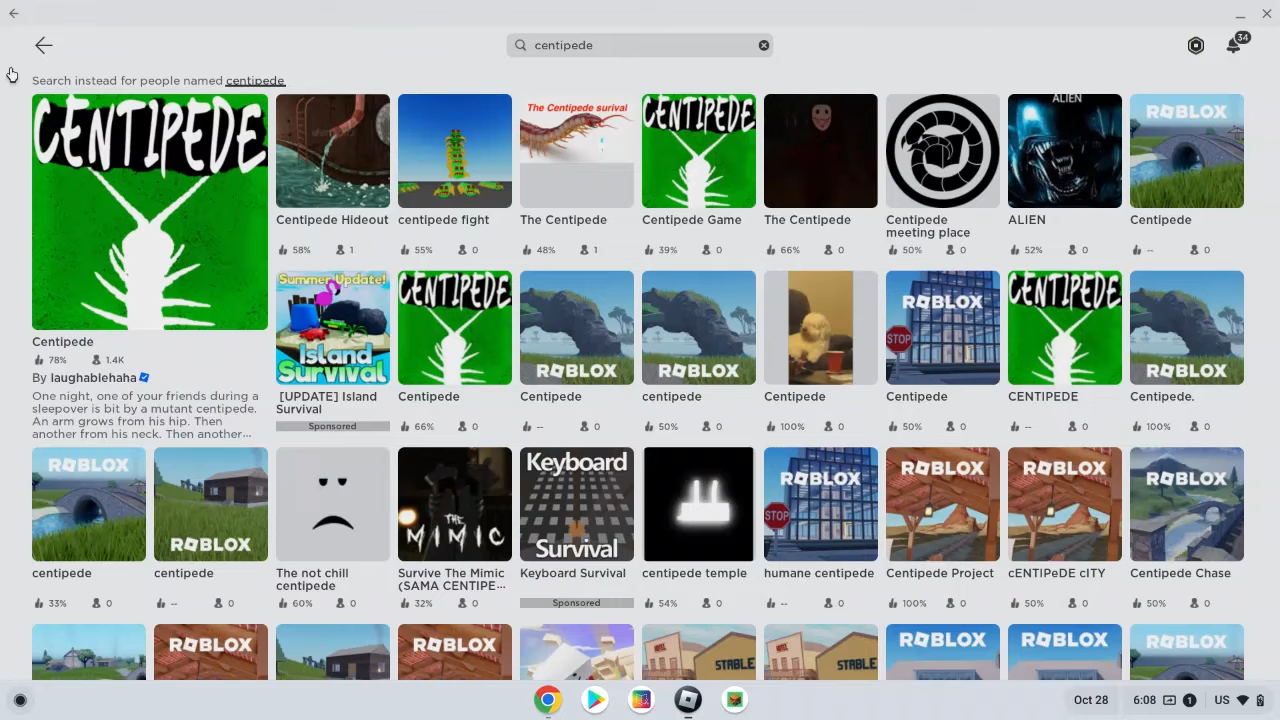 centipede
34
Search instead for people named centipede
CENTIPEDE
Centipede
78% 1.4K
By laughablehaha
One night, one of your friends during a
sleepover is bit by a mutant centipede.
An arm grows from his hip. Then
another from his neck. Then another...
Centipede Hideout
58% 1
centipede fight
55% 0
The Centipede surival
The Centipede
48% 1
CENTIPEDE
Centipede Game
39% 0
The Centipede
66% 0
Centipede
meeting place
50% 0
ALIEN
ALIEN
52% 0
ROBLOX
Centipede
-- 0
Summer Update!
Island
Survival
[UPDATE] Island
Survival
Sponsored
CENTIPEDE
Centipede
66% 0
ROBLOX
Centipede
-- 0
ROBLOX
centipede
50% 0
Centipede
100% 0
ROBLOX
STOP
Centipede
50% 0
CENTIPEDE
CENTIPEDE
-- 0
ROBLOX
Centipede.
100% 0
ROBLOX
centipede
33% 0
ROBLOX
centipede
-- 0
The not chill
centipede
60% 0
THE
MIMIC
Survive The Mimic
(SAMA CENTIPE...
32% 0
Keyboard
Survival
Keyboard Survival
Sponsored
centipede temple
54% 0
ROBLOX
STOP
humane centipede
-- 0
ROBLOX
Centipede Project
100% 0
ROBLOX
cENTIPeDE cITY
50% 0
Centipede Chase
50% 0
ROBLOX
ROBLOX
STABLE
STABLE
ROBLOX
ROBLOX
ROBLOX
Oct 28
6:08
1
US